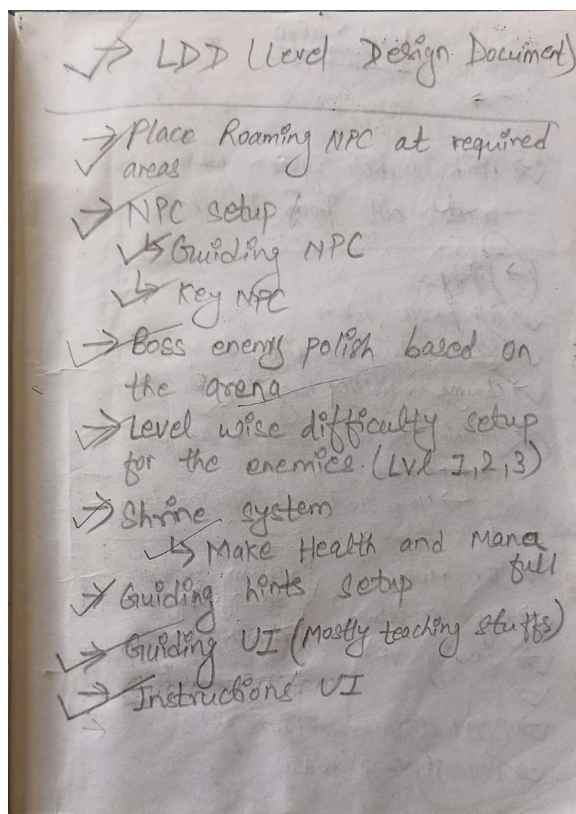 ✓→ LDD (Level Design Document)
✓→ Place Roaming NPC at required
areas
✓→ NPC setup
✓↳ Guiding NPC
✓↳ Key NPC
✓→ Boss enemy polish based on
the arena
✓→ Level wise difficulty setup
for the enemies. (Lvl 1,2,3)
✓→ Shrine system
✓↳ Make Health and Mana
full
✓→ Guiding hints setup
✓→ Guiding UI (Mostly teaching stuffs)
✓→ Instructions UI